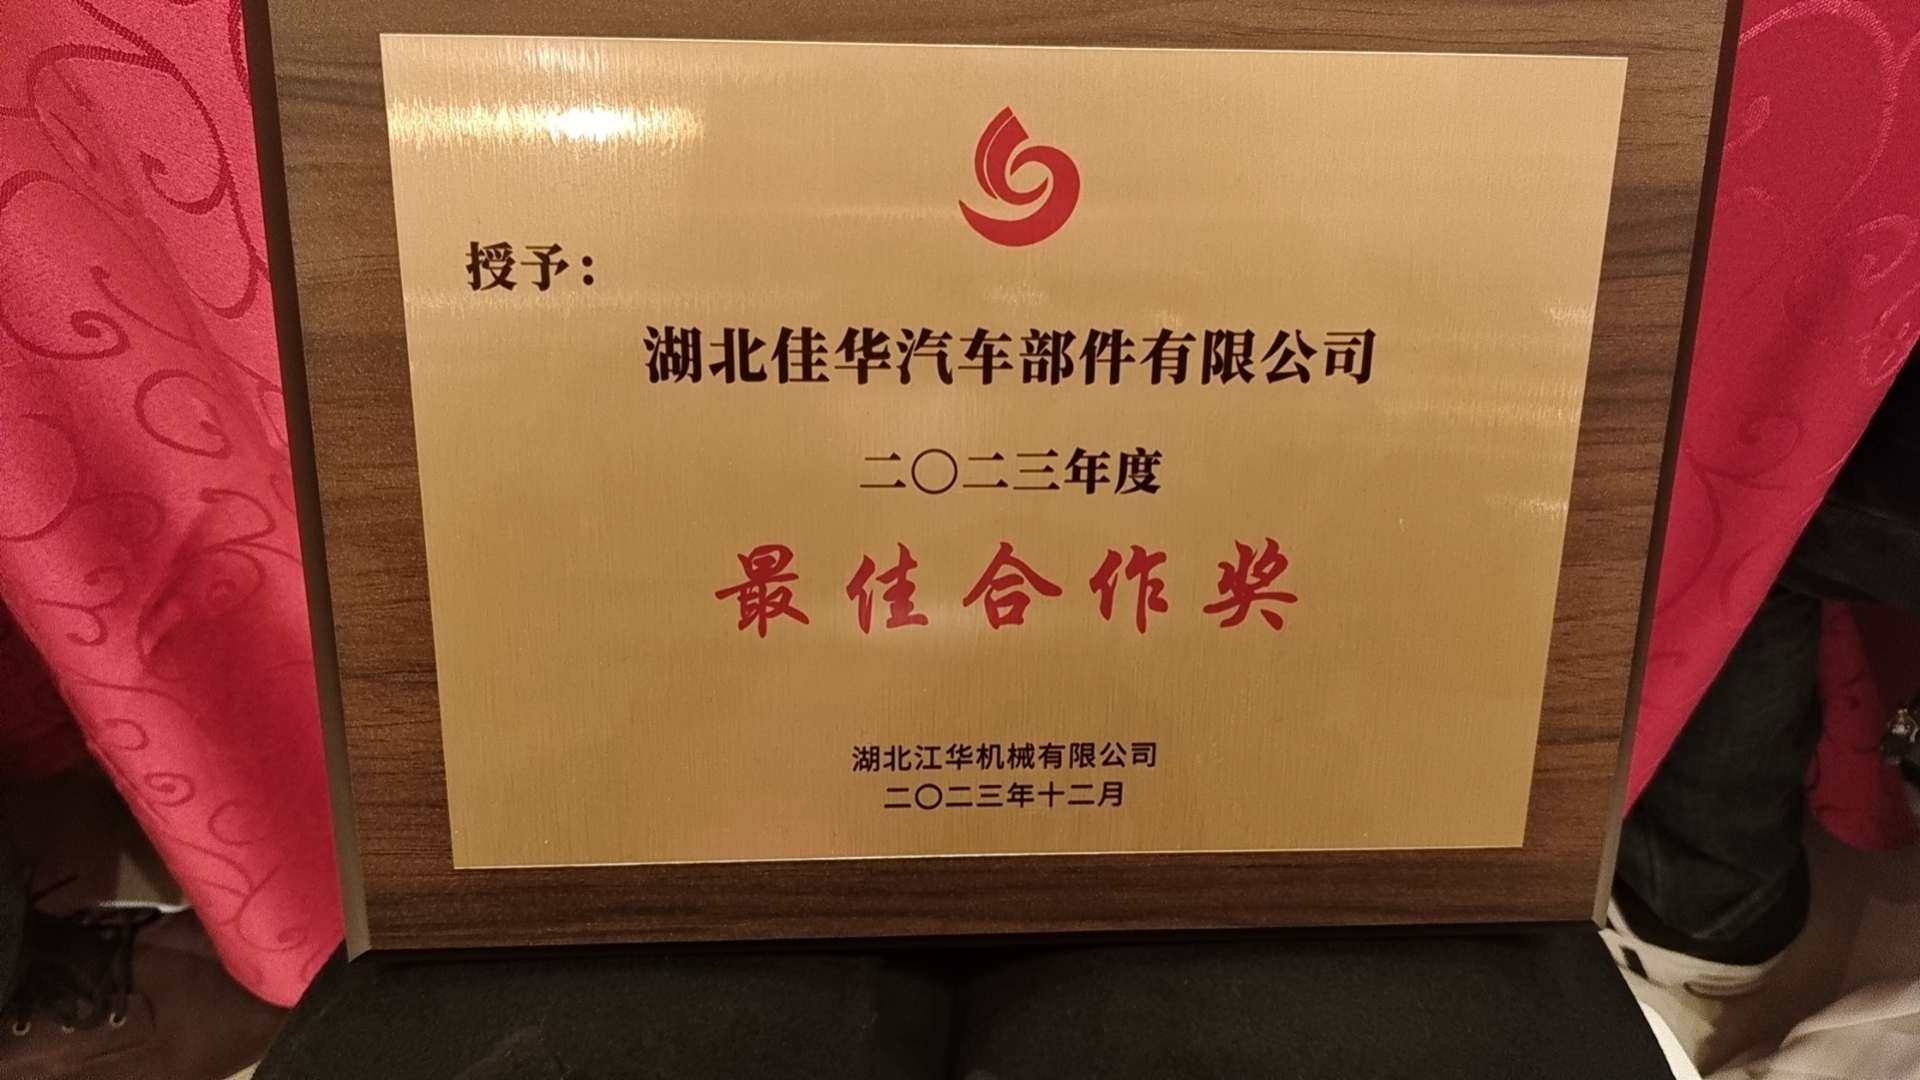 授予：
湖北佳华汽车部件有限公司
二〇二三年度
最佳合作奖
湖北江华机械有限公司
二〇二三年十二月